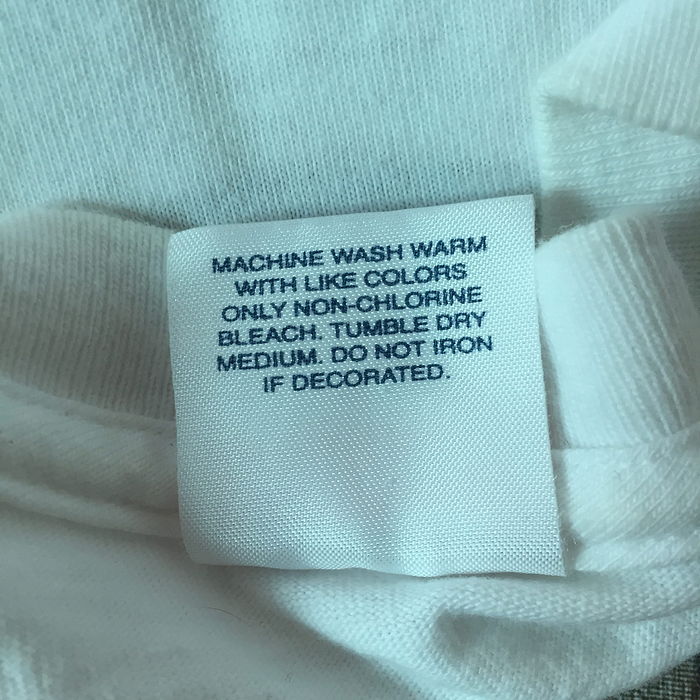 MACHINE WASH WARM
WITH LIKE COLORS
ONLY NON-CHLORINE
BLEACH. TUMBLE DRY
MEDIUM. DO NOT IRON
IF DECORATED.